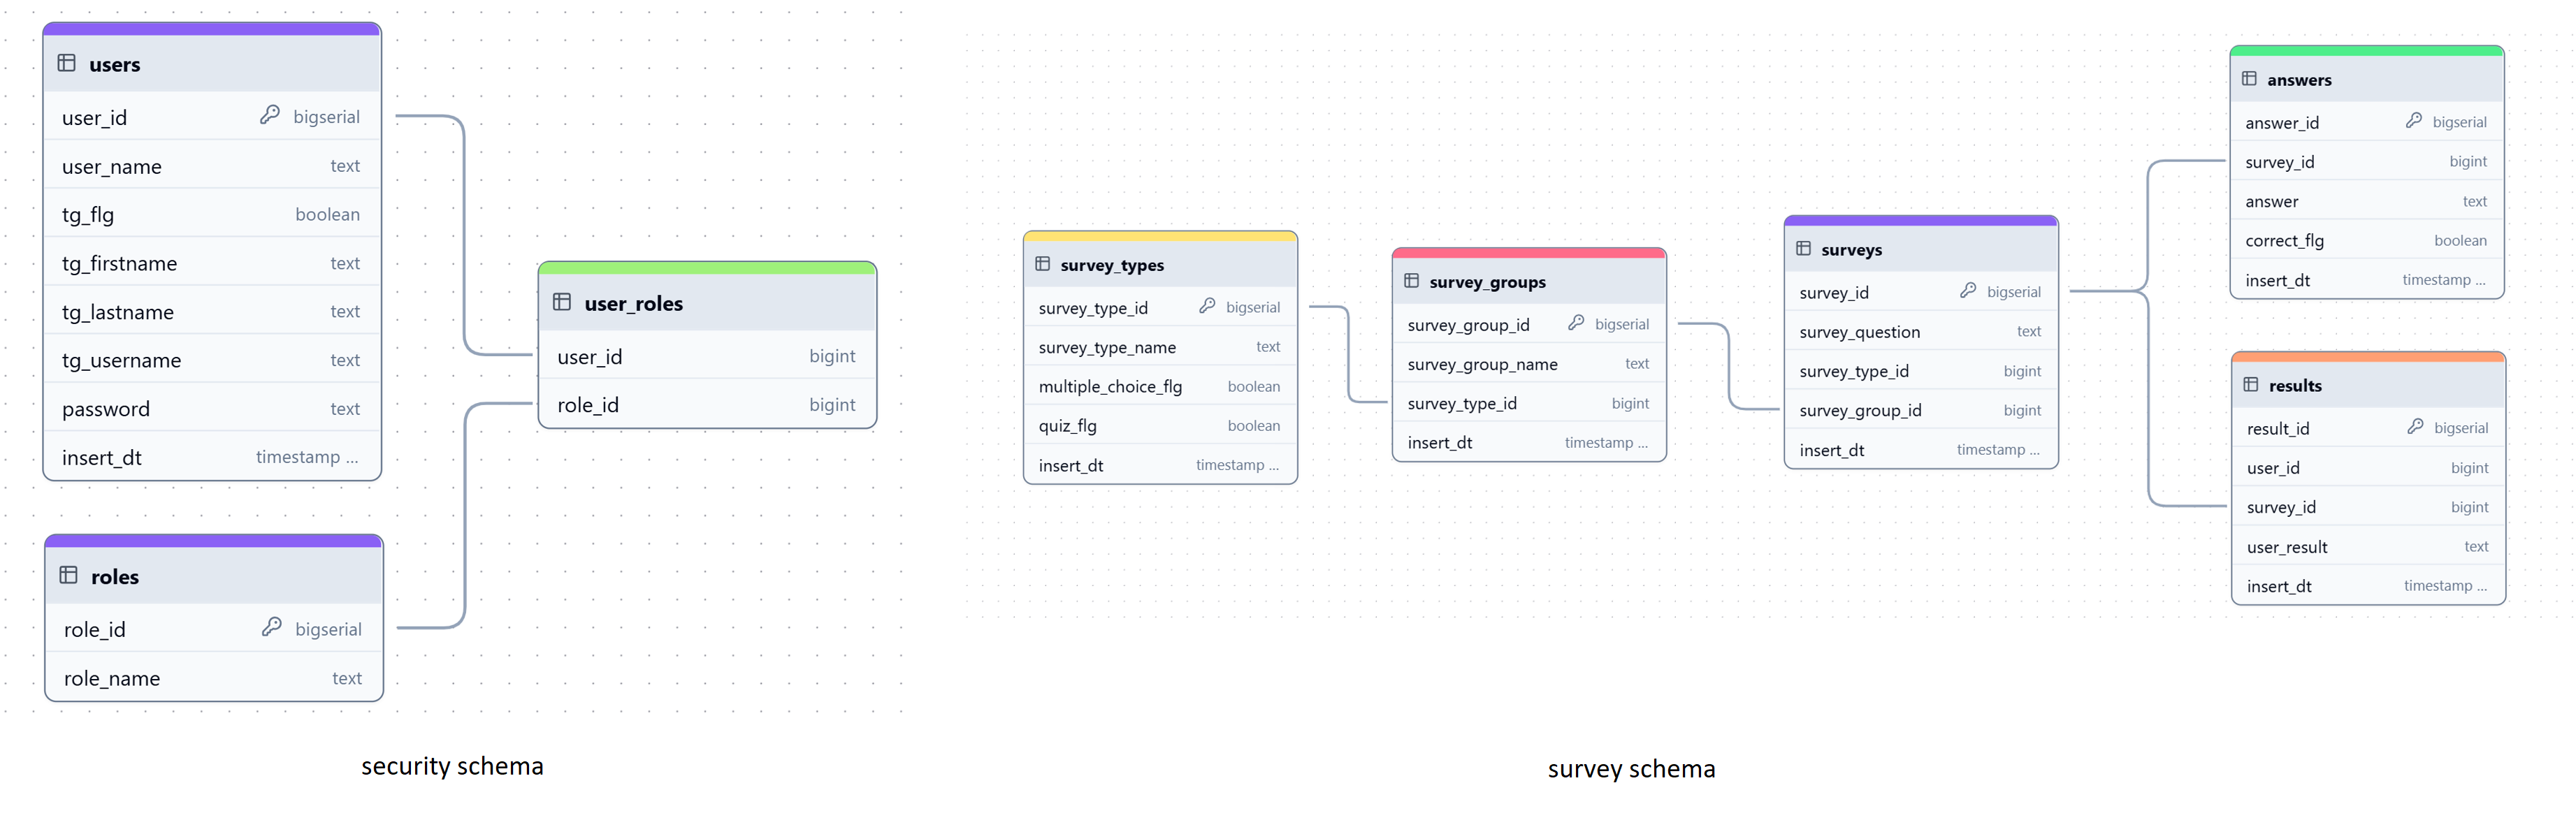 users
user_id bigserial
user_name text
tg_flg boolean
tg_firstname text
tg_lastname text
tg_username text
password text
insert_dt timestamp ...
roles
role_id bigserial
role_name text
user_roles
user_id bigint
role_id bigint
security schema
survey_types
survey_type_id bigserial
survey_type_name text
multiple_choice_flg boolean
quiz_flg boolean
insert_dt timestamp ...
survey_groups
survey_group_id bigserial
survey_group_name text
survey_type_id bigint
insert_dt timestamp ...
surveys
survey_id bigserial
survey_question text
survey_type_id bigint
survey_group_id bigint
insert_dt timestamp ...
answers
answer_id bigserial
survey_id bigint
answer text
correct_flg boolean
insert_dt timestamp ...
results
result_id bigserial
user_id bigint
survey_id bigint
user_result text
insert_dt timestamp ...
survey schema